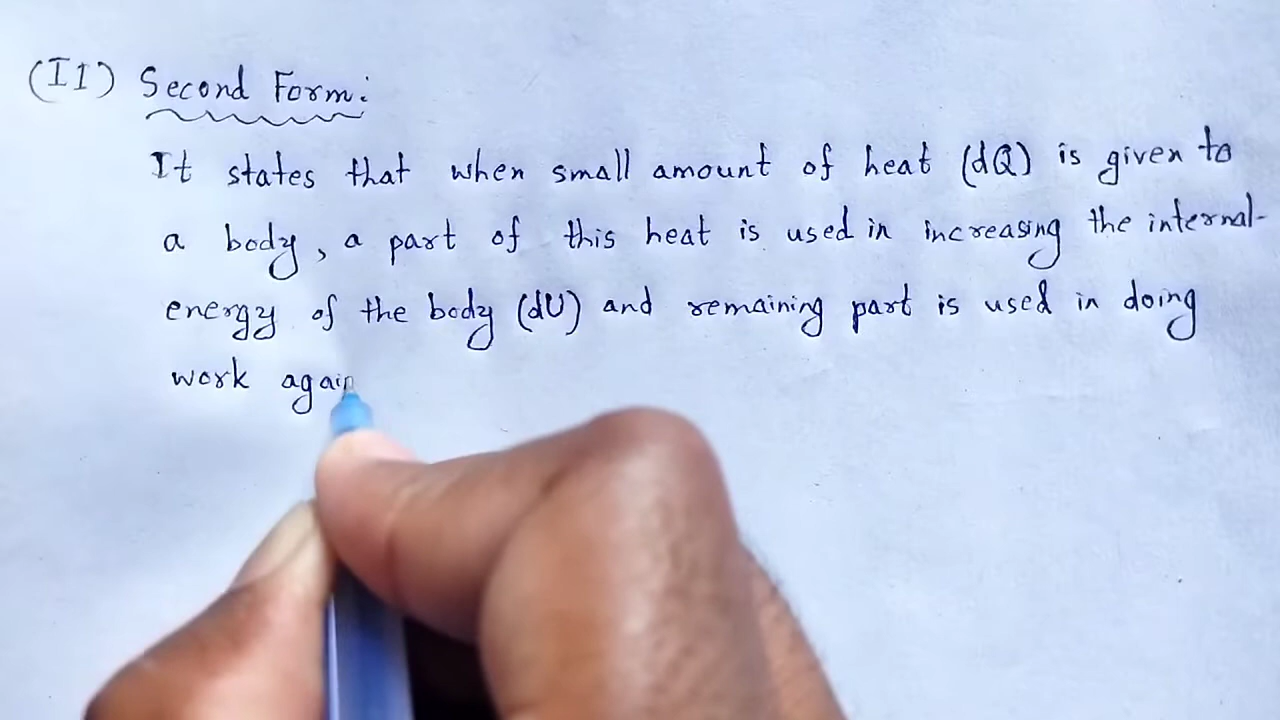 (II) Second Form:
It states that when small amount of heat (dQ) is given to
a body, a part of this heat is used in increasing the internal-
energy of the body (dU) and remaining part is used in doing
work again